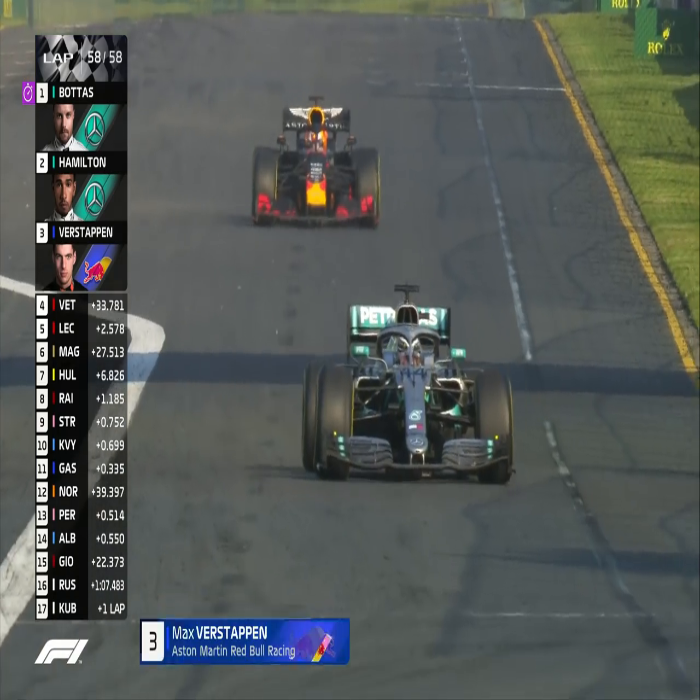 LAP 58/58
1 BOTTAS
2 HAMILTON
3 VERSTAPPEN
4 VET +33.781
5 LEC +2.578
6 MAG +27.513
7 HUL +6.826
8 RAI +1.185
9 STR +0.752
10 KVY +0.699
11 GAS +0.335
12 NOR +39.397
13 PER +0.514
14 ALB +0.550
15 GIO +22.373
16 RUS +1:07.483
17 KUB +1 LAP
ROLEX
PETRONAS
F1
3 Max VERSTAPPEN
Aston Martin Red Bull Racing